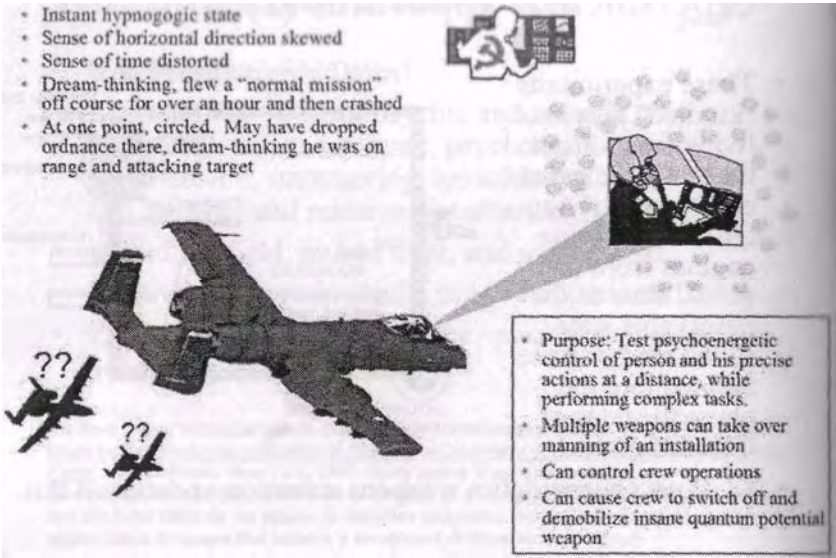 * Instant hypnogogic state
* Sense of horizontal direction skewed
* Sense of time distorted
* Dream-thinking, flew a “normal mission”
off course for over an hour and then crashed
* At one point, circled. May have dropped
ordnance there, dream-thinking he was on
range and attacking target
??
??
* Purpose: Test psychoenergetic
control of person and his precise
actions at a distance, while
performing complex tasks.
* Multiple weapons can take over
manning of an installation
* Can control crew operations
* Can cause crew to switch off and
demobilize insane quantum potential
weapon.